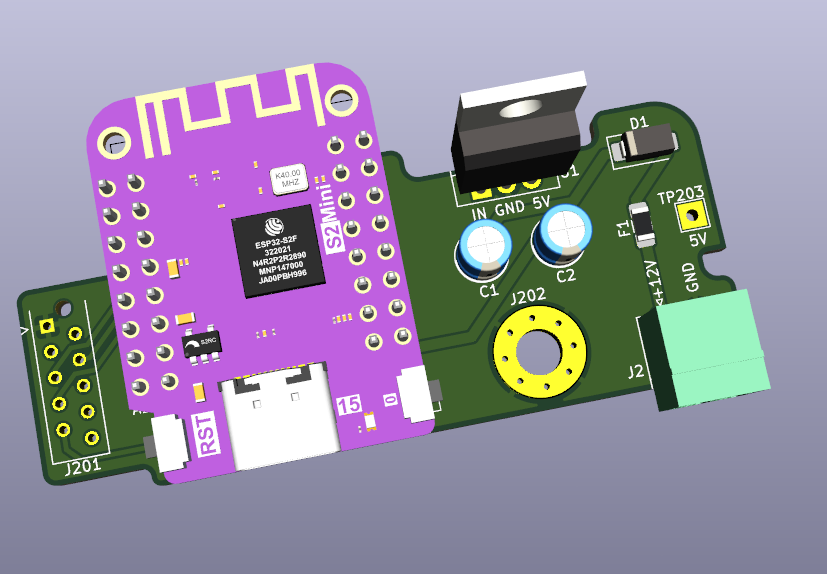 D1
K40.00
MHZ
IN GND 5V
TP203
5V
ESP32-S2F
322021
N4R2P2R2890
MNP147000
JA00PBH996
S2Mini
F1
C1
C2
J202
+12V
GND
S2RC
J2
15
0
RST
J201